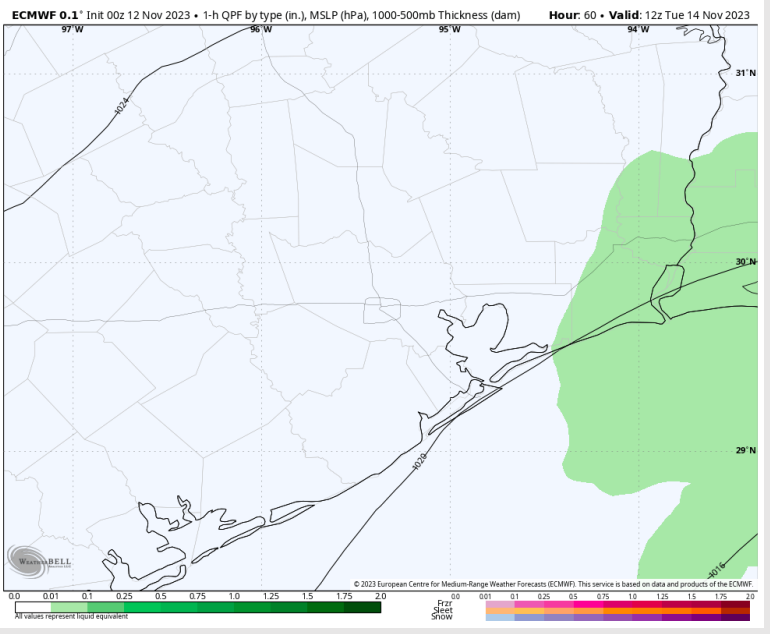 ECMWF 0.1° Init 00z 12 Nov 2023 • 1-h QPF by type (in.), MSLP (hPa), 1000-500mb Thickness (dam) Hour: 60 • Valid: 12z Tue 14 Nov 2023
97°W 96°W 95°W 94°W
31°N
1024
30°N
29°N
1020
1016
WeatherBELL
© 2023 European Centre for Medium-Range Weather Forecasts (ECMWF). This service is based on data and products of the ECMWF.
0.0 0.01 0.1 0.25 0.5 0.75 1.0 1.25 1.5 1.75 2.0 0.0 0.01 0.1 0.25 0.50 0.75 1.0 1.25 1.5 1.75 2.0
Frzr
Sleet
Snow
All values represent liquid equivalent